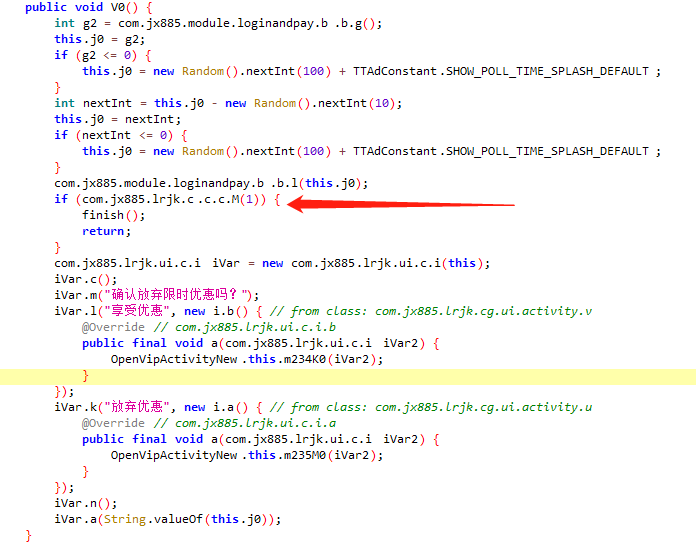 public void V0() {
int g2 = com.jx885.module.loginandpay.b .b.g();
this.j0 = g2;
if (g2 <= 0) {
this.j0 = new Random().nextInt(100) + TTAdConstant.SHOW_POLL_TIME_SPLASH_DEFAULT ;
}
int nextInt = this.j0 - new Random().nextInt(10);
this.j0 = nextInt;
if (nextInt <= 0) {
this.j0 = new Random().nextInt(100) + TTAdConstant.SHOW_POLL_TIME_SPLASH_DEFAULT ;
}
com.jx885.module.loginandpay.b .b.l(this.j0);
if (com.jx885.lrjk.c .c.c.M(1)) {
finish();
return;
}
com.jx885.lrjk.ui.c.i iVar = new com.jx885.lrjk.ui.c.i(this);
iVar.c();
iVar.m("确认放弃限时优惠吗？");
iVar.l("享受优惠", new i.b() { // from class: com.jx885.lrjk.cg.ui.activity.v
@Override // com.jx885.lrjk.ui.c.i.b
public final void a(com.jx885.lrjk.ui.c.i iVar2) {
OpenVipActivityNew .this.m234K0(iVar2);
}
});
iVar.k("放弃优惠", new i.a() { // from class: com.jx885.lrjk.cg.ui.activity.u
@Override // com.jx885.lrjk.ui.c.i.a
public final void a(com.jx885.lrjk.ui.c.i iVar2) {
OpenVipActivityNew .this.m235M0(iVar2);
}
});
iVar.n();
iVar.a(String.valueOf(this.j0));
}